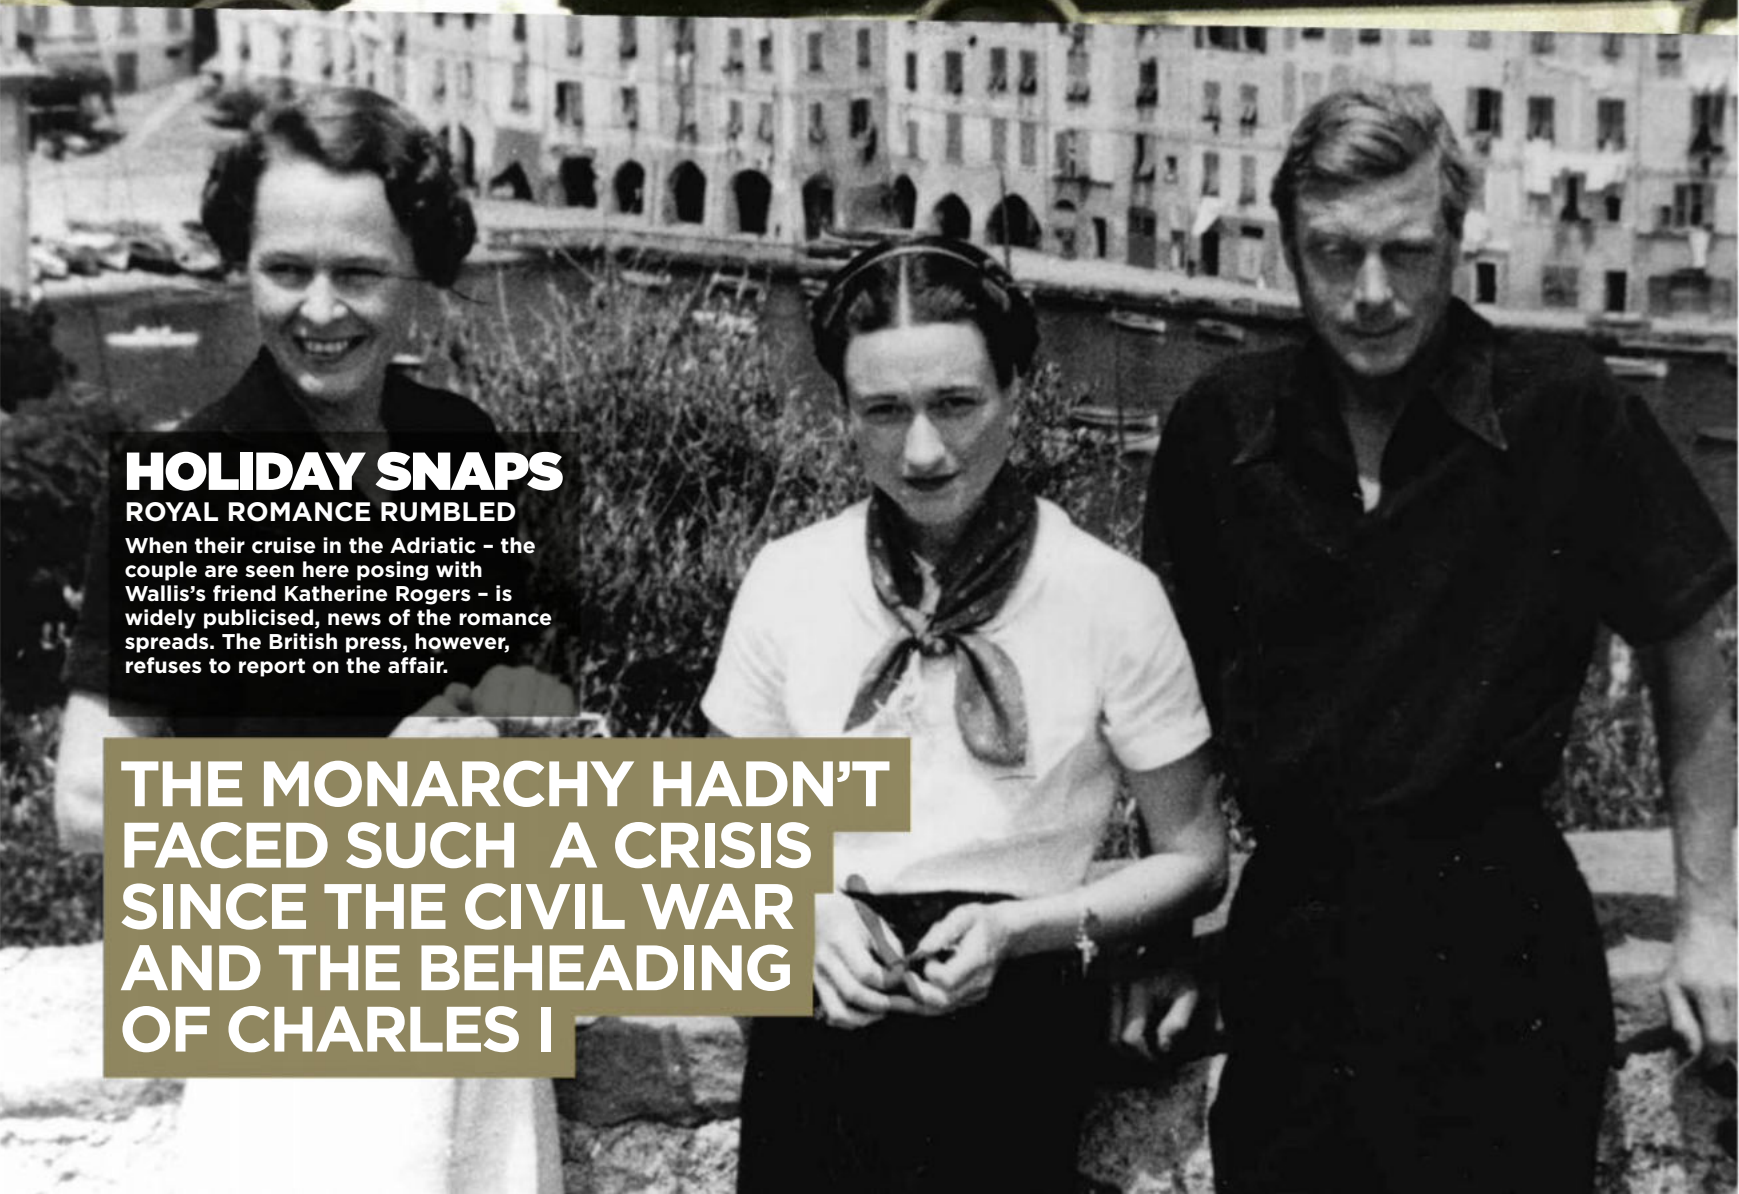 HOLIDAY SNAPS
ROYAL ROMANCE RUMBLED
When their cruise in the Adriatic – the
couple are seen here posing with
Wallis’s friend Katherine Rogers – is
widely publicised, news of the romance
spreads. The British press, however,
refuses to report on the affair.
THE MONARCHY HADN’T
FACED SUCH A CRISIS
SINCE THE CIVIL WAR
AND THE BEHEADING
OF CHARLES I